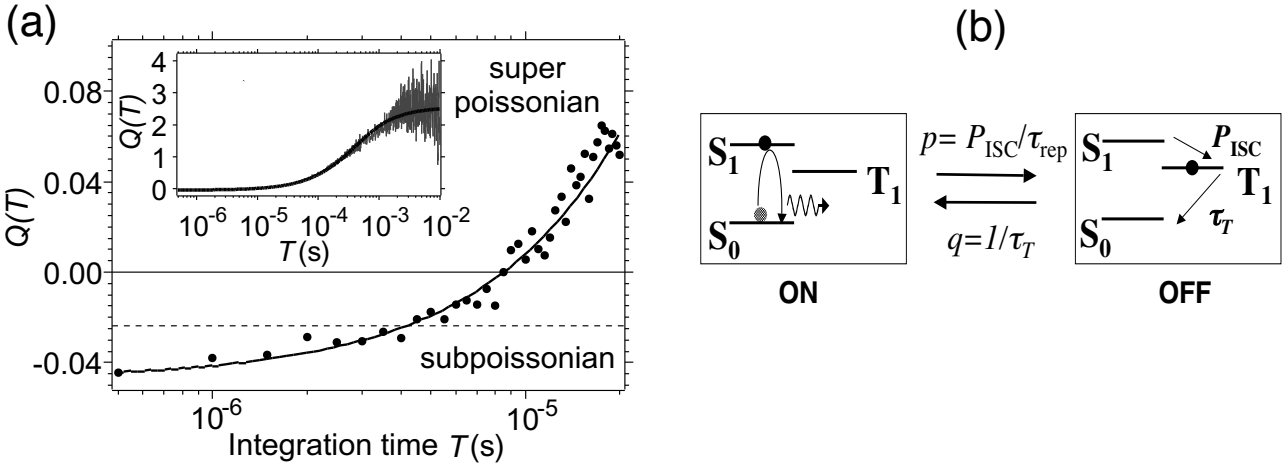 (a)
(b)
0.08
0.04
0.00
-0.04
Q(T)
4
3
2
1
0
Q(T)
10⁻⁶ 10⁻⁵ 10⁻⁴ 10⁻³ 10⁻²
T(s)
super
poissonian
subpoissonian
10⁻⁶ 10⁻⁵
Integration time T(s)
S₁
T₁
S₀
ON
p= P_ISC/τ_rep
q=1/τ_T
S₁
P_ISC
T₁
τ_T
S₀
OFF